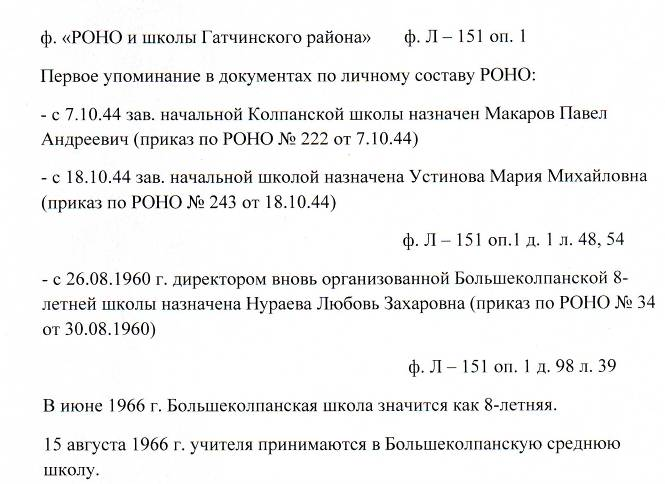 ф. «РОНО и школы Гатчинского района» ф. Л – 151 оп. 1
Первое упоминание в документах по личному составу РОНО:
- с 7.10.44 зав. начальной Колпанской школы назначен Макаров Павел
Андреевич (приказ по РОНО № 222 от 7.10.44)
- с 18.10.44 зав. начальной школой назначена Устинова Мария Михайловна
(приказ по РОНО № 243 от 18.10.44)
ф. Л – 151 оп.1 д. 1 л. 48, 54
- с 26.08.1960 г. директором вновь организованной Большеколпанской 8-
летней школы назначена Нураева Любовь Захаровна (приказ по РОНО № 34
от 30.08.1960)
ф. Л – 151 оп. 1 д. 98 л. 39
В июне 1966 г. Большеколпанская школа значится как 8-летняя.
15 августа 1966 г. учителя принимаются в Большеколпанскую среднюю
школу.